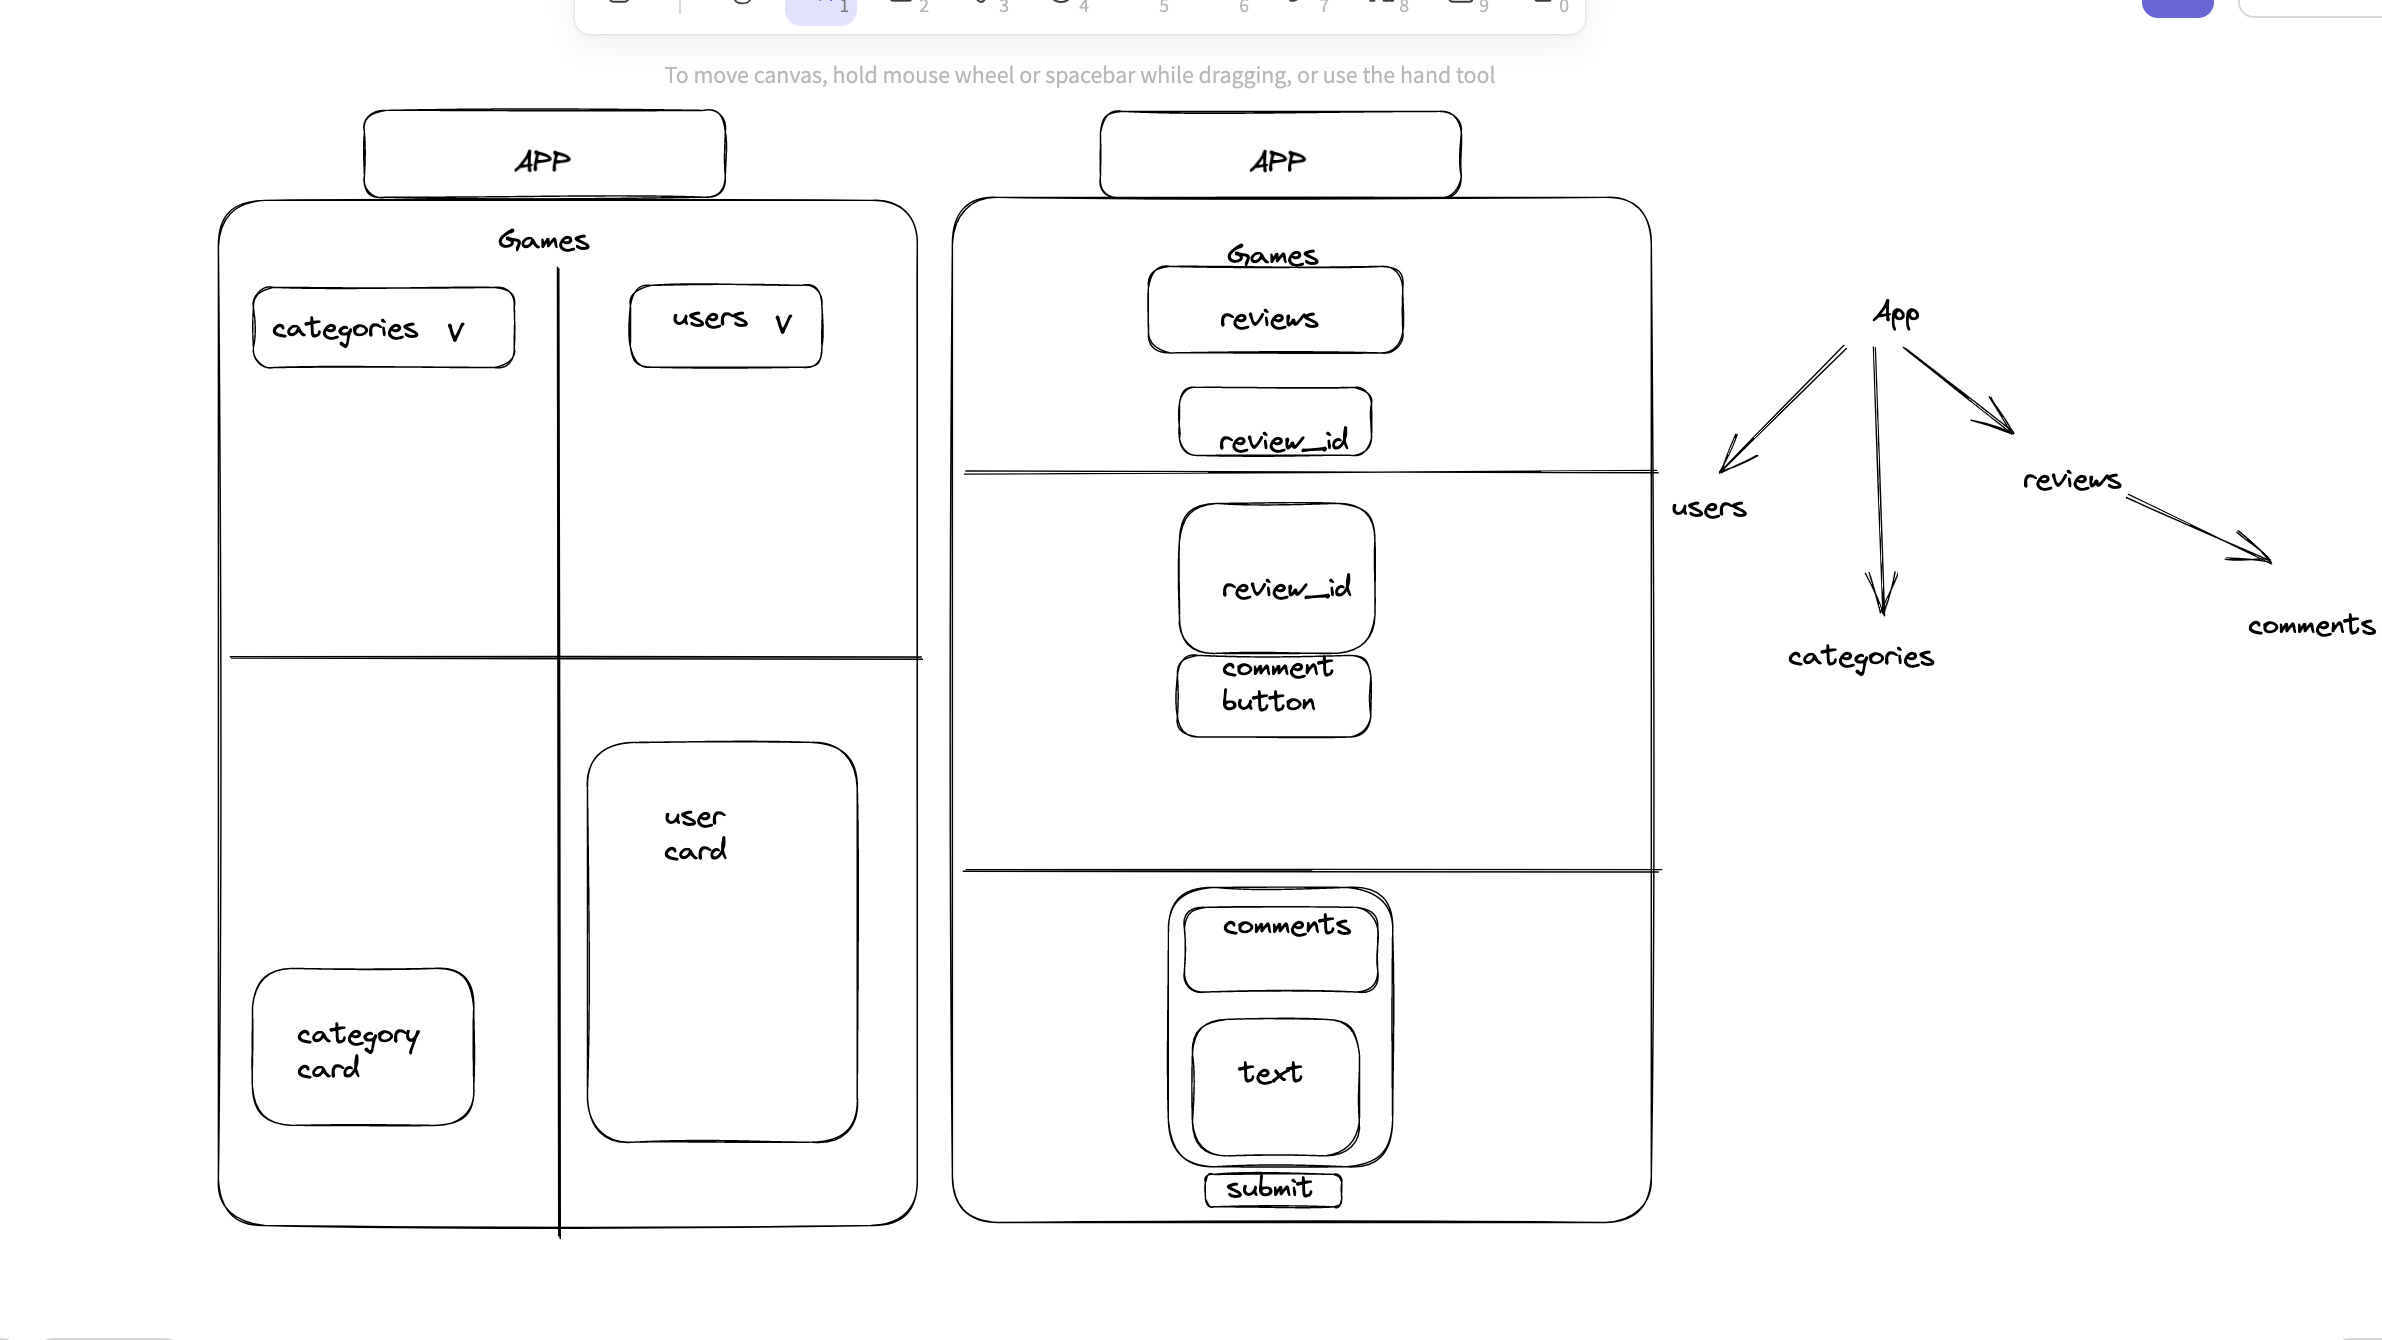 1 2 3 4 5 6 7 8 9 0
To move canvas, hold mouse wheel or spacebar while dragging, or use the hand tool
APP
Games
categories v
users v
user
card
category
card
APP
Games
reviews
review_id
review_id
comment
button
comments
text
submit
App
users
reviews
categories
comments